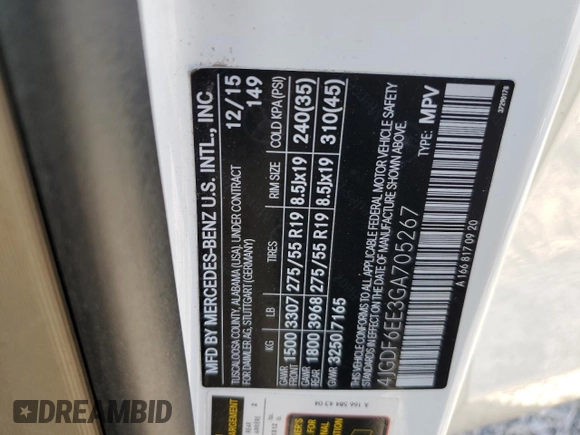 MFD BY MERCEDES-BENZ U.S. INTL., INC.
TUSCALOOSA COUNTY, ALABAMA (USA), UNDER CONTRACT 12/15
FOR DAIMLER AG, STUTTGART (GERMANY) 149
KG LB TIRES RIM SIZE COLD KPA(PSI)
GAWR FRONT 1500 3307 275/55 R19 8.5Jx19 240(35)
GAWR REAR 1800 3968 275/55 R19 8.5Jx19 310(45)
GVWR 3250 7165
THIS VEHICLE CONFORMS TO ALL APPLICABLE FEDERAL MOTOR VEHICLE SAFETY
IN EFFECT ON THE DATE OF MANUFACTURE SHOWN ABOVE.
4JGDF6EE3GA705267 TYPE: MPV
A 166 817 09 20
3729178
A 166 584 43 04
DREAMBID